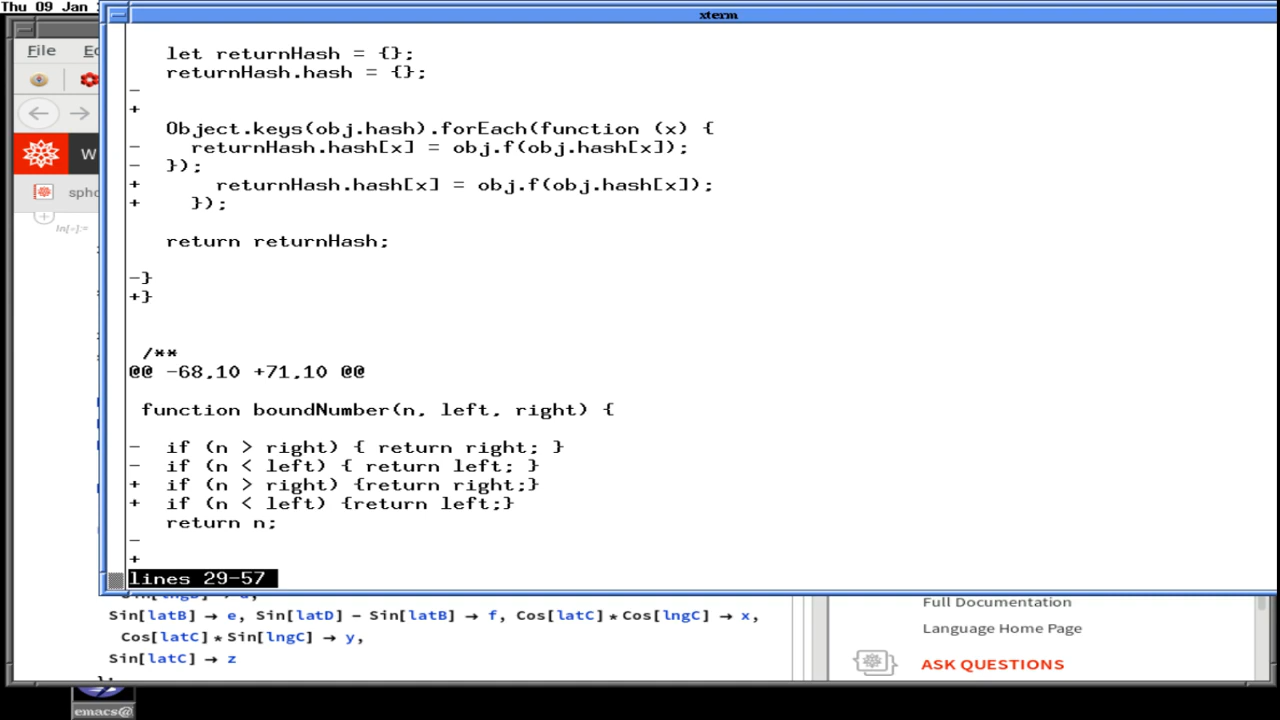 Thu 09 Jan
xterm
File
let returnHash = {};
returnHash.hash = {};
-
+
Object.keys(obj.hash).forEach(function (x) {
-    returnHash.hash[x] = obj.f(obj.hash[x]);
-  });
+      returnHash.hash[x] = obj.f(obj.hash[x]);
+    });
return returnHash;
-}
+}
/**
@@ -68,10 +71,10 @@
function boundNumber(n, left, right) {
-  if (n > right) { return right; }
-  if (n < left) { return left; }
+  if (n > right) {return right;}
+  if (n < left) {return left;}
return n;
-
+
lines 29-57
W
spho
In[-]:=
Sin[latB] → e, Sin[latD] - Sin[latB] → f, Cos[latC]*Cos[lngC] → x,
Cos[latC]*Sin[lngC] → y,
Sin[latC] → z
Full Documentation
Language Home Page
ASK QUESTIONS
emacs@